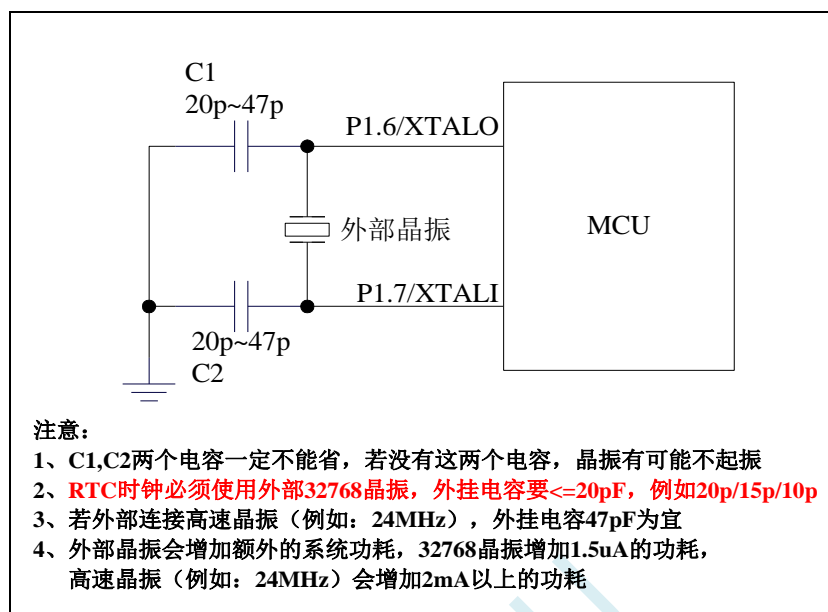 C1
20p~47p
P1.6/XTALO
外部晶振
MCU
P1.7/XTALI
20p~47p
C2
注意：
1、C1,C2两个电容一定不能省，若没有这两个电容，晶振有可能不起振
2、RTC时钟必须使用外部32768晶振，外挂电容要<=20pF，例如20p/15p/10p
3、若外部连接高速晶振（例如：24MHz），外挂电容47pF为宜
4、外部晶振会增加额外的系统功耗，32768晶振增加1.5uA的功耗，
高速晶振（例如：24MHz）会增加2mA以上的功耗